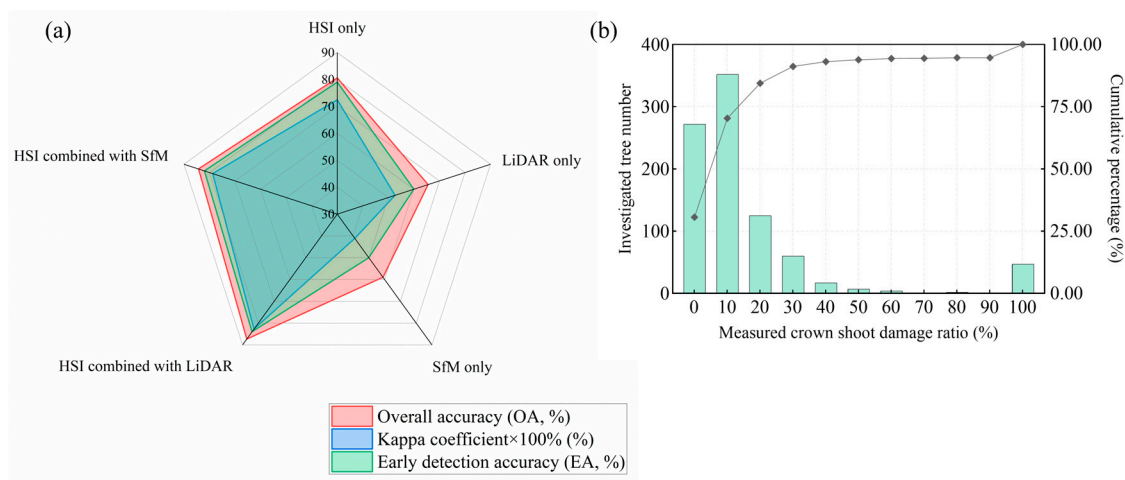 (a)
HSI only
90
80
70
60
50
40
30
LiDAR only
SfM only
HSI combined with LiDAR
HSI combined with SfM
Overall accuracy (OA, %)
Kappa coefficient×100% (%)
Early detection accuracy (EA, %)
(b)
400
300
200
100
0
Investigated tree number
100.00
75.00
50.00
25.00
0.00
Cumulative percentage (%)
0 10 20 30 40 50 60 70 80 90 100
Measured crown shoot damage ratio (%)